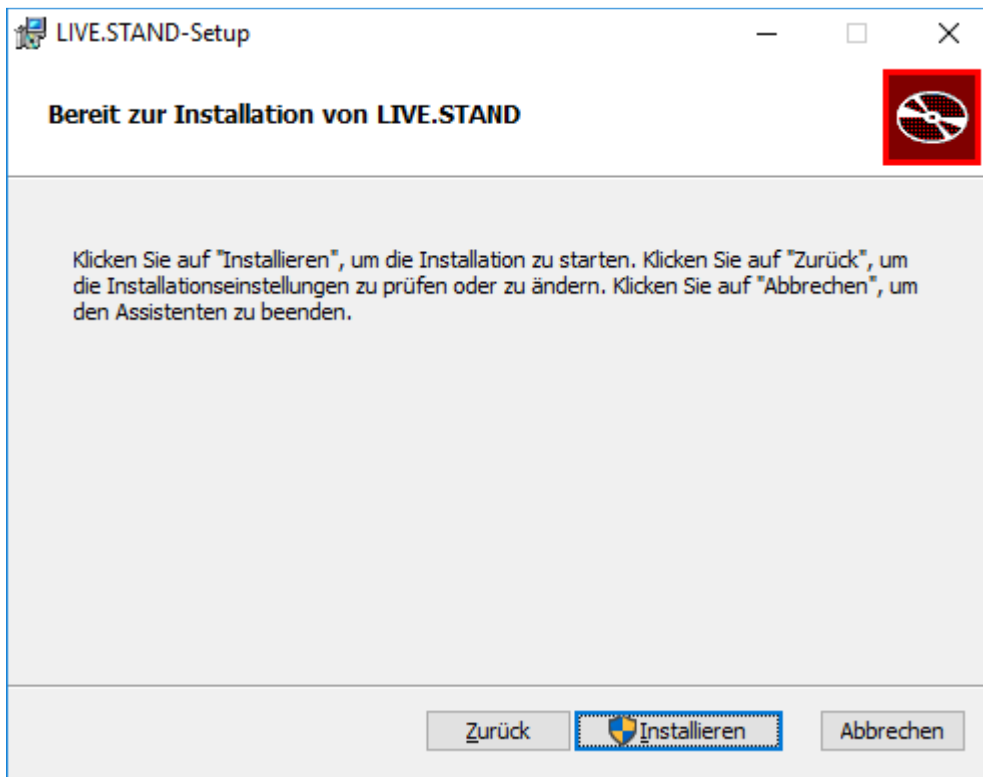 LIVE.STAND-Setup
Bereit zur Installation von LIVE.STAND
Klicken Sie auf "Installieren", um die Installation zu starten. Klicken Sie auf "Zurück", um
die Installationseinstellungen zu prüfen oder zu ändern. Klicken Sie auf "Abbrechen", um
den Assistenten zu beenden.
Zurück Installieren Abbrechen